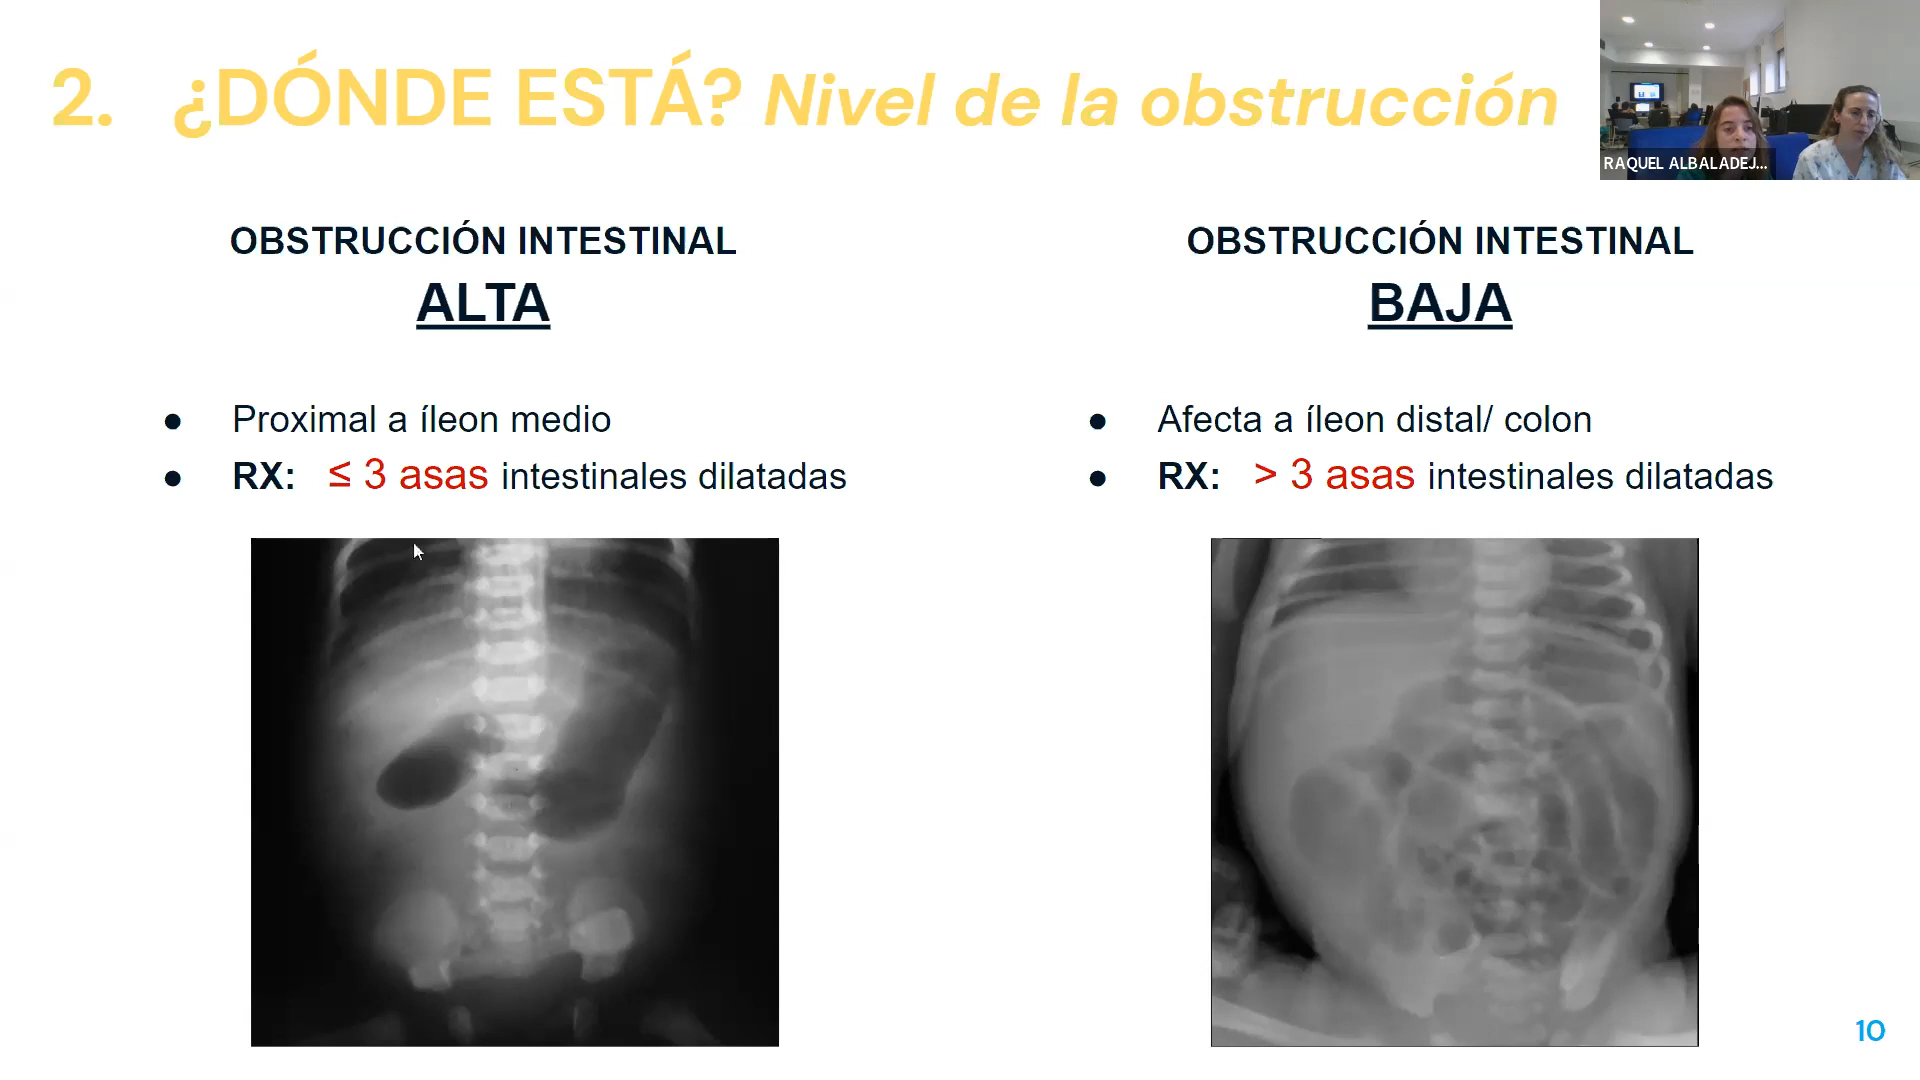 2. ¿DÓNDE ESTÁ? Nivel de la obstrucción
RAQUEL ALBALADEJ...
OBSTRUCCIÓN INTESTINAL
ALTA
● Proximal a íleon medio
● RX: ≤ 3 asas intestinales dilatadas
OBSTRUCCIÓN INTESTINAL
BAJA
● Afecta a íleon distal/ colon
● RX: > 3 asas intestinales dilatadas
10